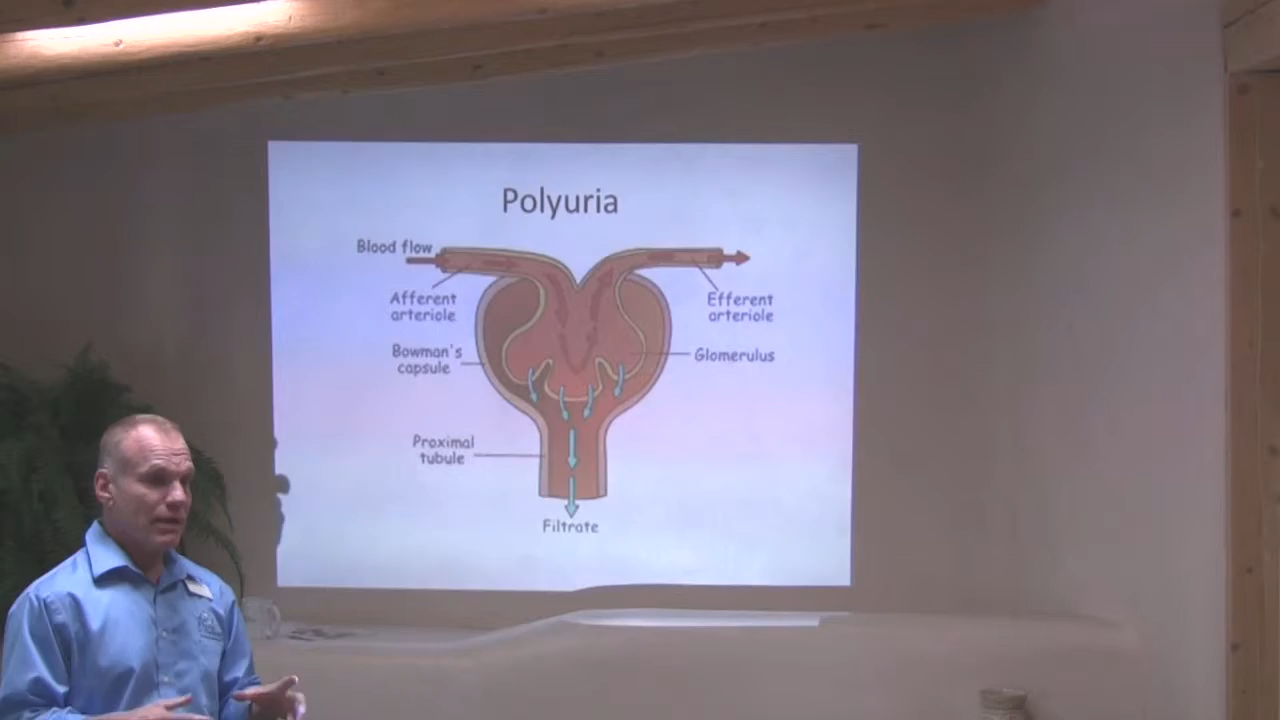 Polyuria
Blood flow
Afferent
arteriole
Efferent
arteriole
Bowman's
capsule
Glomerulus
Proximal
tubule
Filtrate